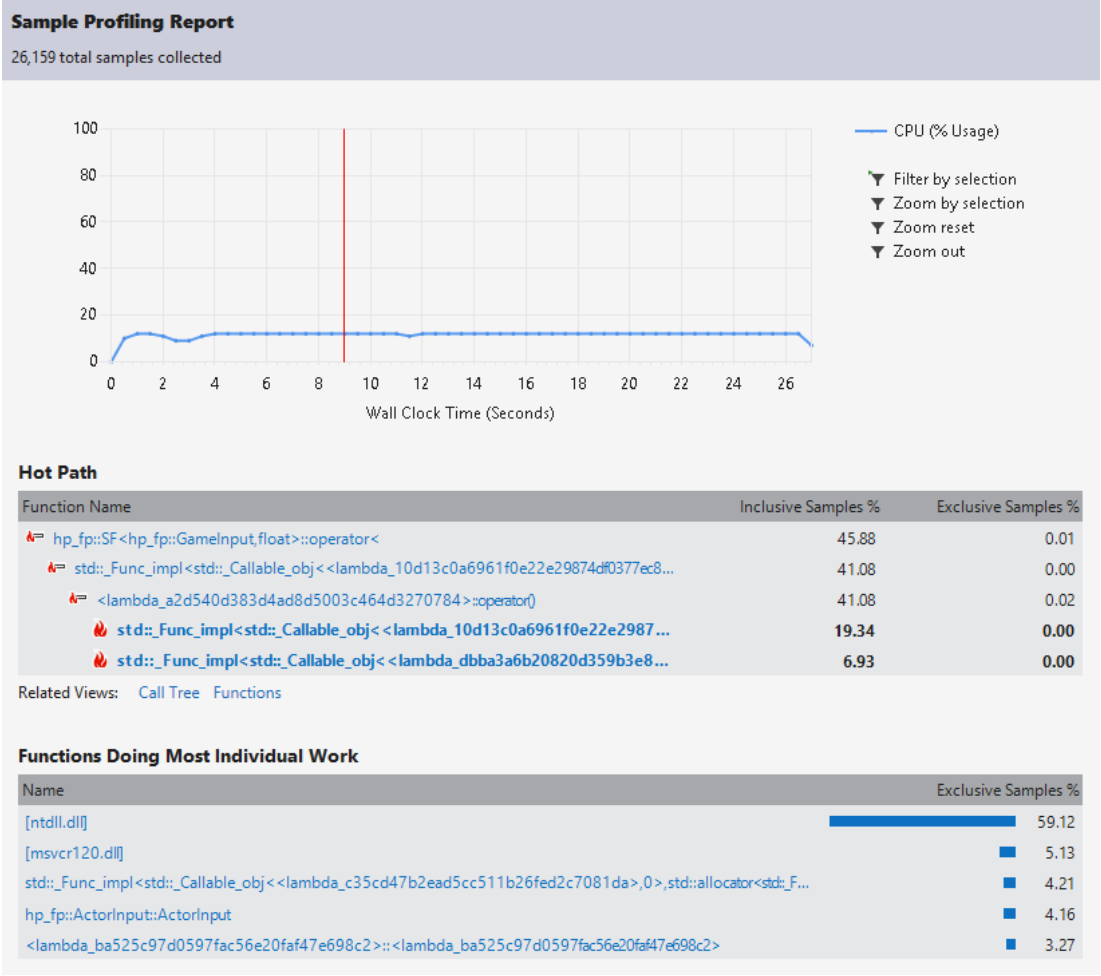 Sample Profiling Report
26,159 total samples collected
100
80
60
40
20
0
0 2 4 6 8 10 12 14 16 18 20 22 24 26
Wall Clock Time (Seconds)
CPU (% Usage)
Filter by selection
Zoom by selection
Zoom reset
Zoom out
Hot Path
Function Name Inclusive Samples % Exclusive Samples %
hp_fp::SF<hp_fp::GameInput,float>::operator< 45.88 0.01
std::_Func_impl<std::_Callable_obj<<lambda_10d13c0a6961f0e22e29874df0377ec8... 41.08 0.00
<lambda_a2d540d383d4ad8d5003c464d3270784>::operator() 41.08 0.02
std::_Func_impl<std::_Callable_obj<<lambda_10d13c0a6961f0e22e2987... 19.34 0.00
std::_Func_impl<std::_Callable_obj<<lambda_dbba3a6b20820d359b3e8... 6.93 0.00
Related Views: Call Tree Functions
Functions Doing Most Individual Work
Name Exclusive Samples %
[ntdll.dll] 59.12
[msvcr120.dll] 5.13
std::_Func_impl<std::_Callable_obj<<lambda_c35cd47b2ead5cc511b26fed2c7081da>,0>,std::allocator<std::_F... 4.21
hp_fp::ActorInput::ActorInput 4.16
<lambda_ba525c97d0597fac56e20faf47e698c2>::<lambda_ba525c97d0597fac56e20faf47e698c2> 3.27